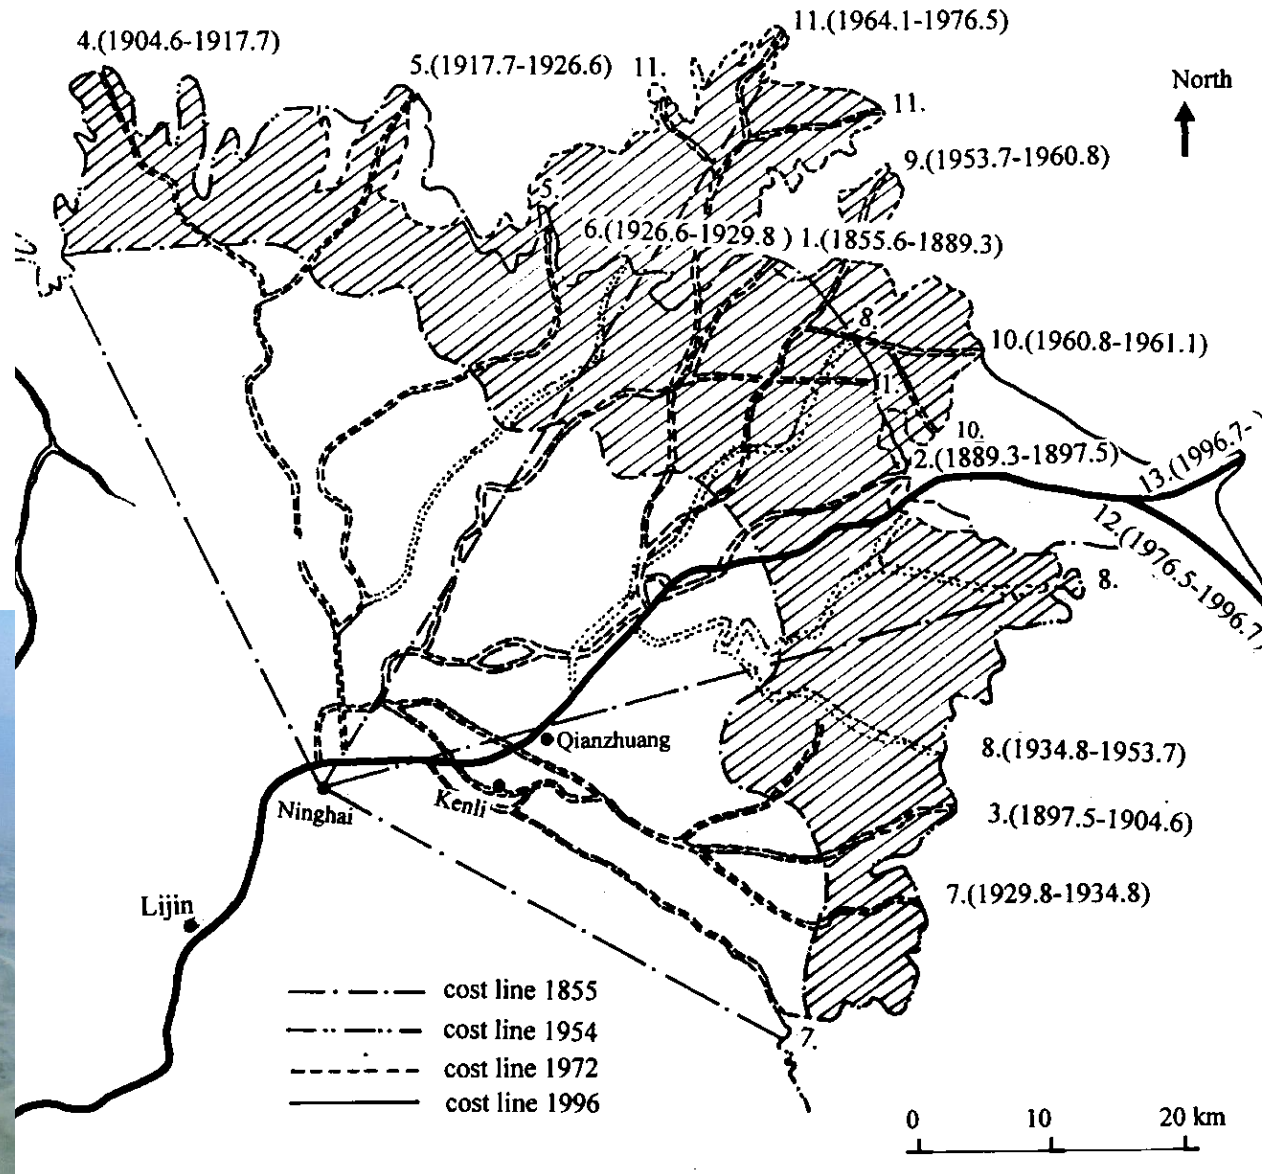 11.(1964.1-1976.5)
4.(1904.6-1917.7)
5.(1917.7-1926.6)
11.
North
11.
9.(1953.7-1960.8)
5.
6.(1926.6-1929.8 )
1.(1855.6-1889.3)
8.
10.(1960.8-1961.1)
1.
10.
2.(1889.3-1897.5)
13.(1996.7- )
12.(1976.5-1996.7)
8.
Qianzhuang
8.(1934.8-1953.7)
Ninghai
Kenli
3.(1897.5-1904.6)
7.(1929.8-1934.8)
Lijin
cost line 1855
cost line 1954
7.
cost line 1972
cost line 1996
0 10 20 km